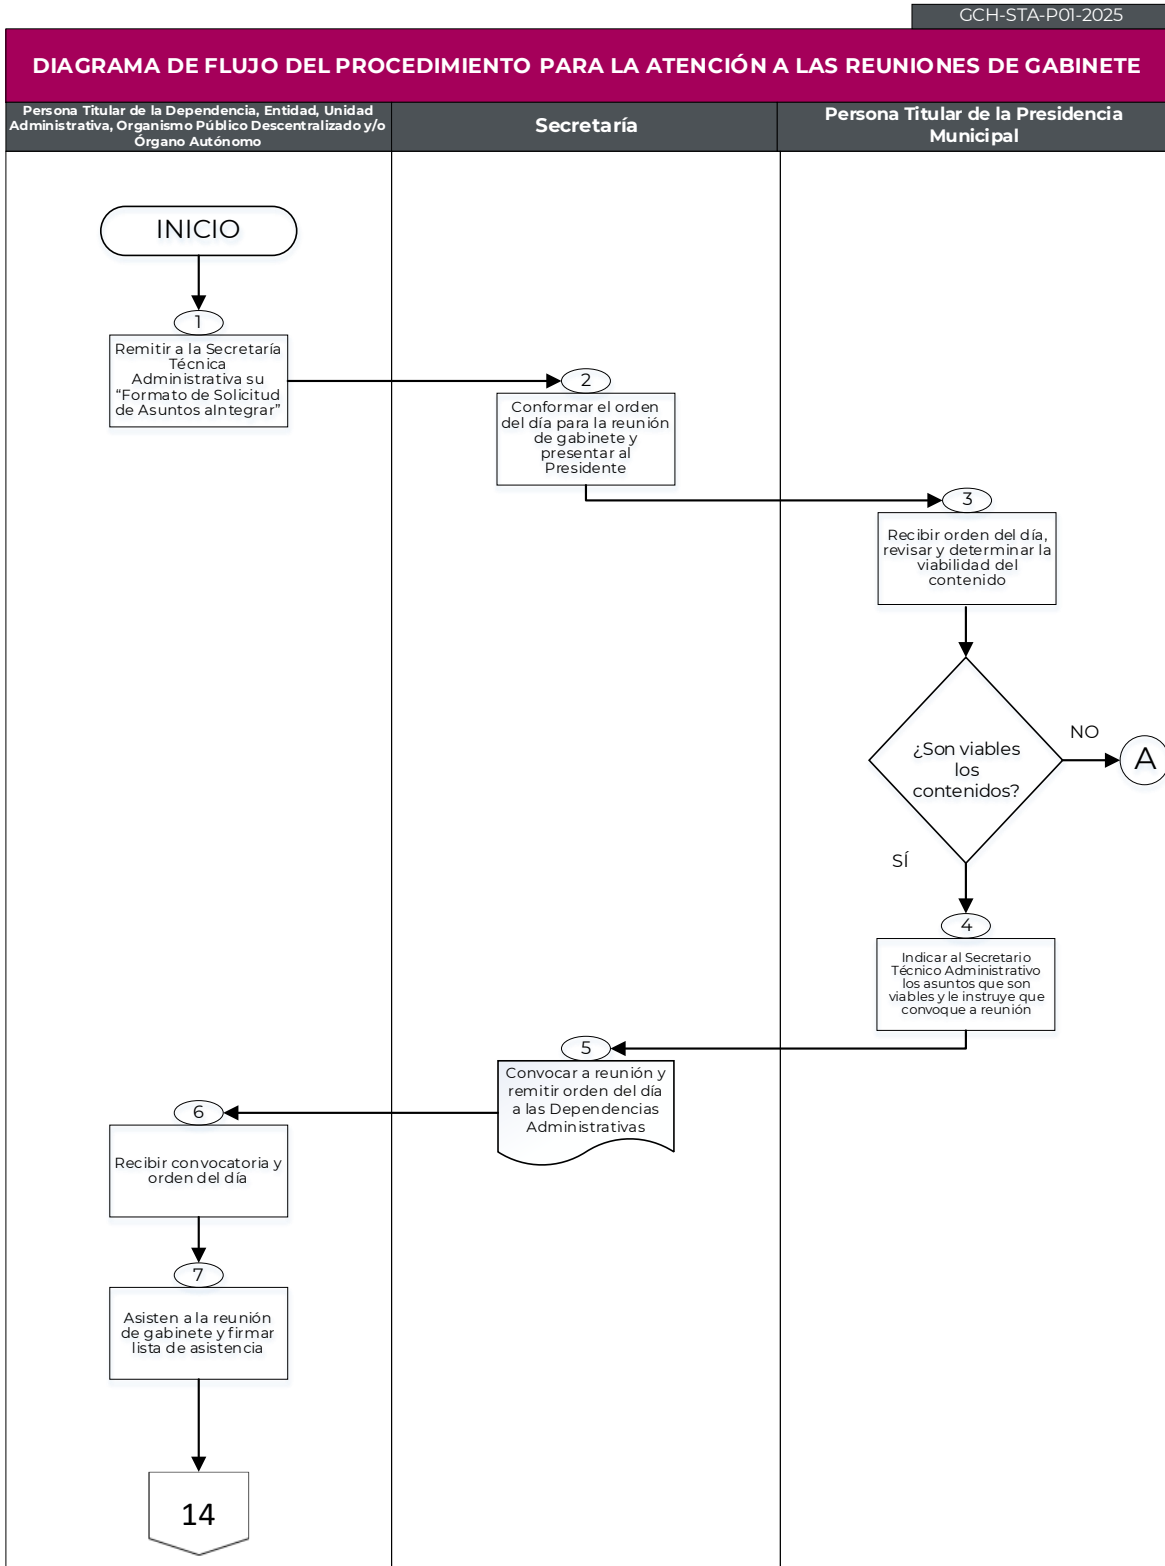 GCH-STA-P01-2025
DIAGRAMA DE FLUJO DEL PROCEDIMIENTO PARA LA ATENCIÓN A LAS REUNIONES DE GABINETE
Persona Titular de la Dependencia, Entidad, Unidad
Administrativa, Organismo Público Descentralizado y/o
Órgano Autónomo
Secretaría
Persona Titular de la Presidencia
Municipal
INICIO
1
Remitir a la Secretaría
Técnica
Administrativa su
“Formato de Solicitud
de Asuntos aIntegrar”
2
Conformar el orden
del día para la reunión
de gabinete y
presentar al
Presidente
3
Recibir orden del día,
revisar y determinar la
viabilidad del
contenido
¿Son viables
los
contenidos?
NO
A
SÍ
4
Indicar al Secretario
Técnico Administrativo
los asuntos que son
viables y le instruye que
convoque a reunión
5
Convocar a reunión y
remitir orden del día
a las Dependencias
Administrativas
6
Recibir convocatoria y
orden del día
7
Asisten a la reunión
de gabinete y firmar
lista de asistencia
14